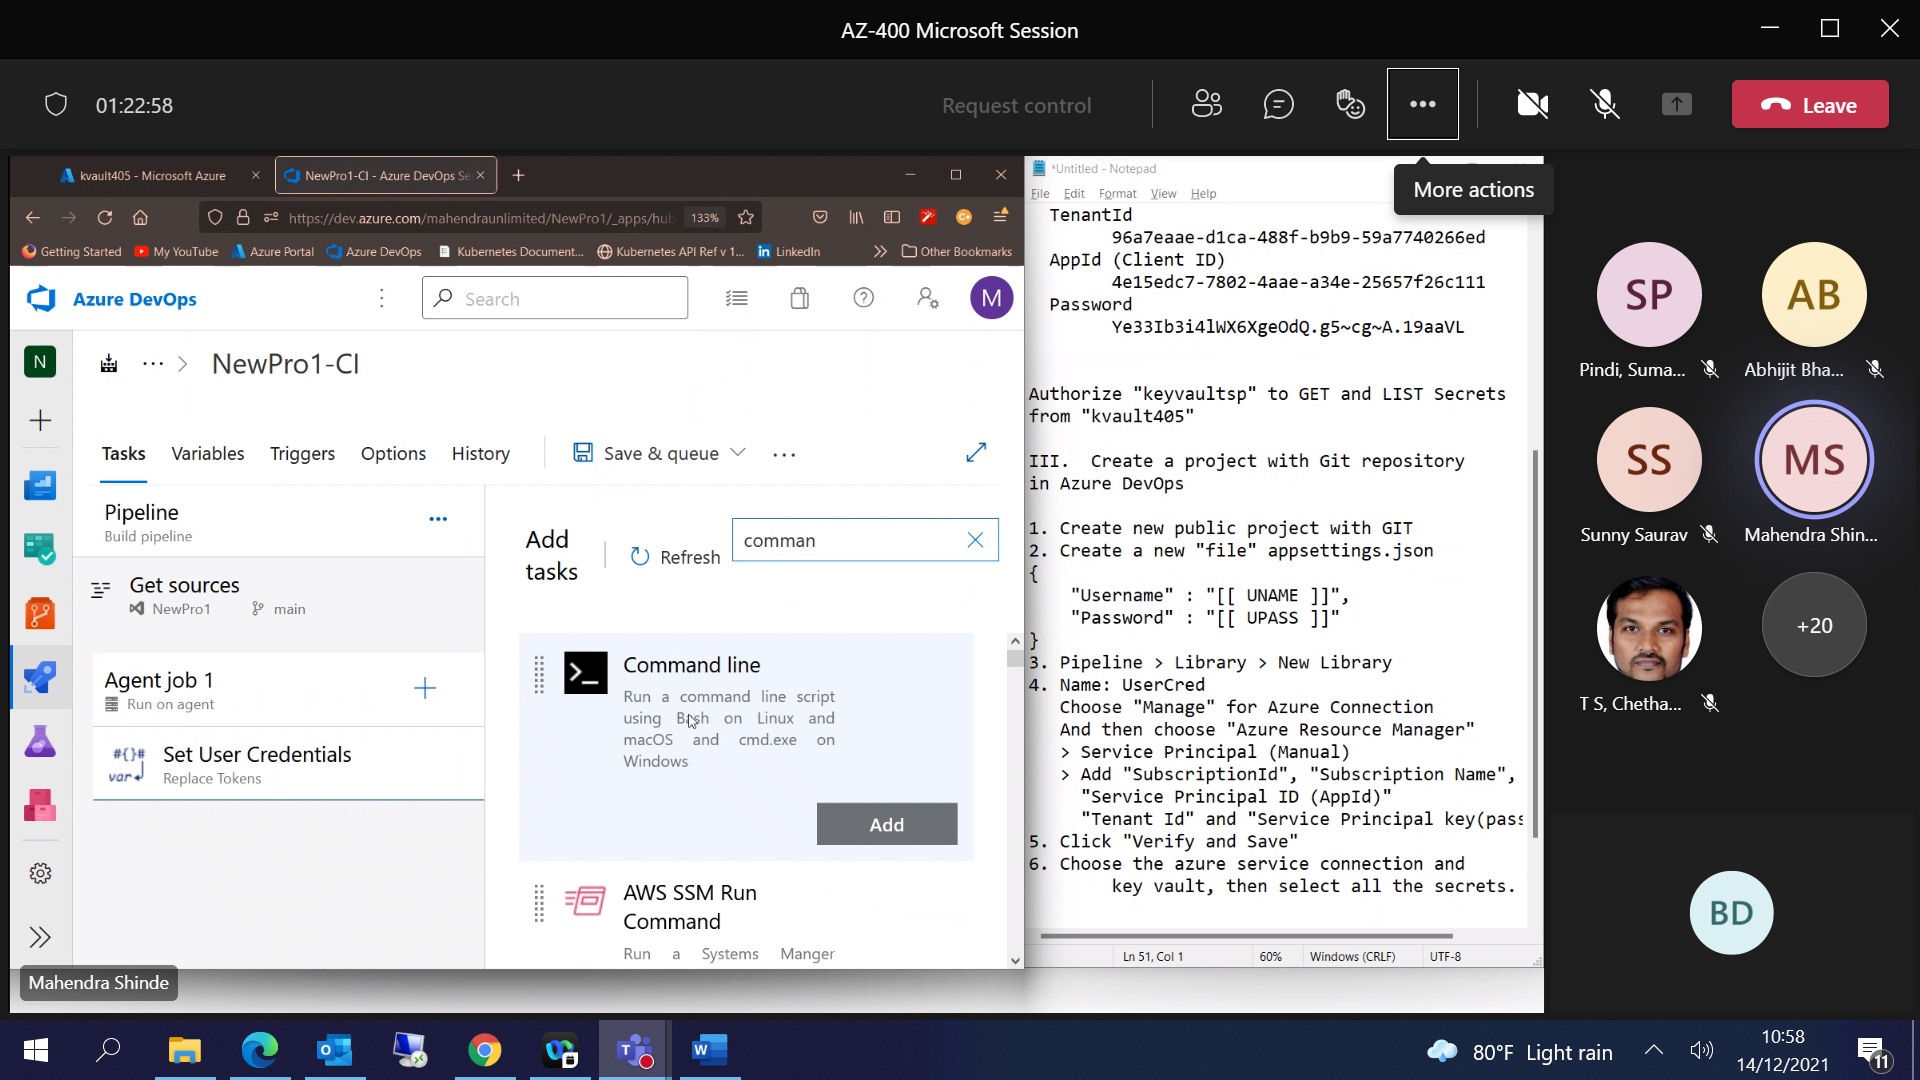 AZ-400 Microsoft Session
01:22:58
Request control
Leave
More actions
kvault405 - Microsoft Azure
NewPro1-CI - Azure DevOps Se
https://dev.azure.com/mahendraunlimited/NewPro1/_apps/hub
133%
Getting Started
My YouTube
Azure Portal
Azure DevOps
Kubernetes Document...
Kubernetes API Ref v 1...
LinkedIn
Other Bookmarks
Azure DevOps
Search
M
N
NewPro1-CI
Tasks
Variables
Triggers
Options
History
Save & queue
Pipeline
Build pipeline
Get sources
NewPro1
main
Agent job 1
Run on agent
#{}#
var
Set User Credentials
Replace Tokens
Add
tasks
Refresh
comman
Command line
Run a command line script
using Bash on Linux and
macOS and cmd.exe on
Windows
Add
AWS SSM Run
Command
Run a Systems Manger
Mahendra Shinde
*Untitled - Notepad
File Edit Format View Help
TenantId
96a7eaae-d1ca-488f-b9b9-59a7740266ed
AppId (Client ID)
4e15edc7-7802-4aae-a34e-25657f26c111
Password
Ye33Ib3i4lWX6XgeOdQ.g5~cg~A.19aaVL
Authorize "keyvaultsp" to GET and LIST Secrets
from "kvault405"
III. Create a project with Git repository
in Azure DevOps
1. Create new public project with GIT
2. Create a new "file" appsettings.json
{
"Username" : "[[ UNAME ]]",
"Password" : "[[ UPASS ]]"
}
3. Pipeline > Library > New Library
4. Name: UserCred
Choose "Manage" for Azure Connection
And then choose "Azure Resource Manager"
> Service Principal (Manual)
> Add "SubscriptionId", "Subscription Name",
"Service Principal ID (AppId)"
"Tenant Id" and "Service Principal key(pass
5. Click "Verify and Save"
6. Choose the azure service connection and
key vault, then select all the secrets.
Ln 51, Col 1
60%
Windows (CRLF)
UTF-8
SP
Pindi, Suma...
AB
Abhijit Bha...
SS
Sunny Saurav
MS
Mahendra Shin...
T S, Chetha...
+20
BD
80°F Light rain
10:58
14/12/2021
11